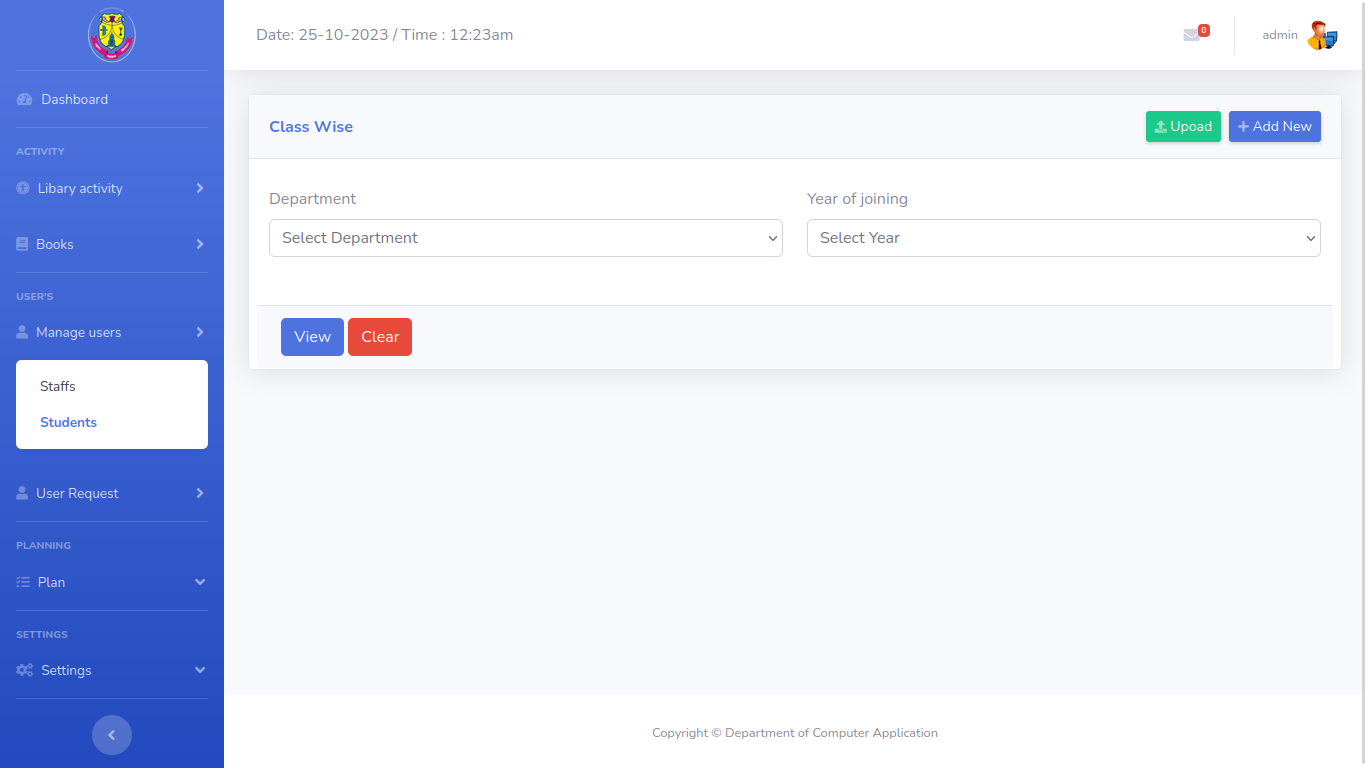 Date: 25-10-2023 / Time : 12:23am
0
admin
Dashboard
ACTIVITY
Libary activity
Books
USER'S
Manage users
Staffs
Students
User Request
PLANNING
Plan
SETTINGS
Settings
Class Wise
Upoad
Add New
Department
Year of joining
Select Department
Select Year
View
Clear
Copyright © Department of Computer Application